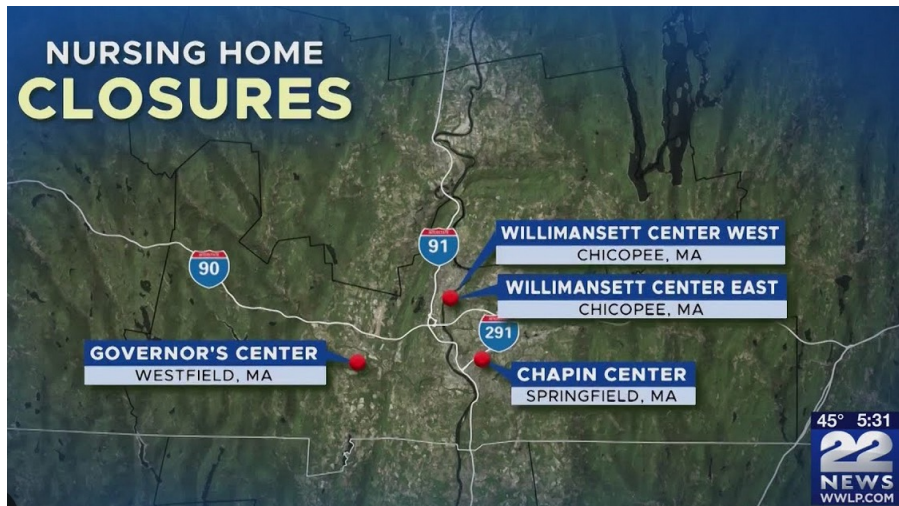 NURSING HOME
CLOSURES
WILLIMANSETT CENTER WEST
CHICOPEE, MA
91
90
WILLIMANSETT CENTER EAST
CHICOPEE, MA
291
GOVERNOR'S CENTER
WESTFIELD, MA
CHAPIN CENTER
SPRINGFIELD, MA
45° 5:31
22
NEWS
WWLP.COM